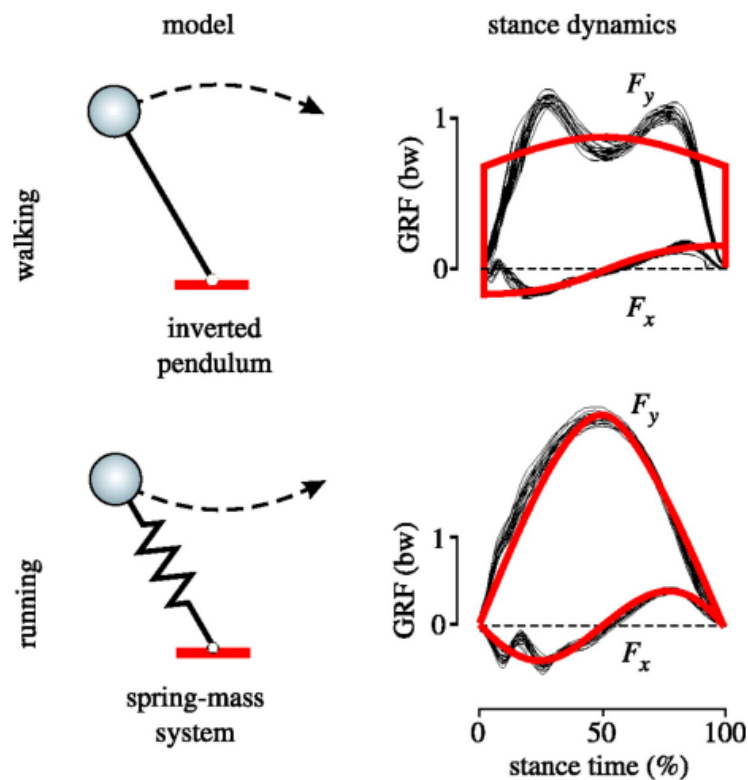 model
stance dynamics
walking
inverted
pendulum
GRF (bw)
1
0
F_y
F_x
running
spring-mass
system
GRF (bw)
1
0
F_y
F_x
0
50
100
stance time (%)